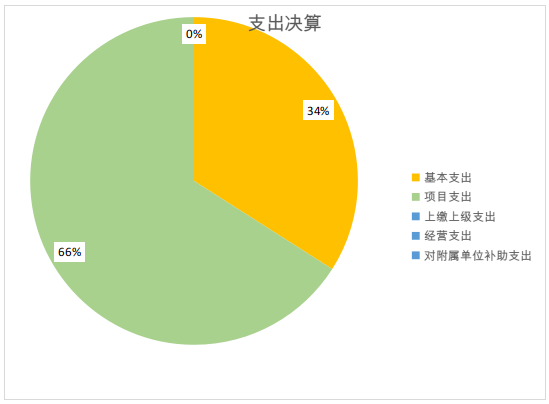 支出决算
0%
34%
66%
基本支出
项目支出
上缴上级支出
经营支出
对附属单位补助支出